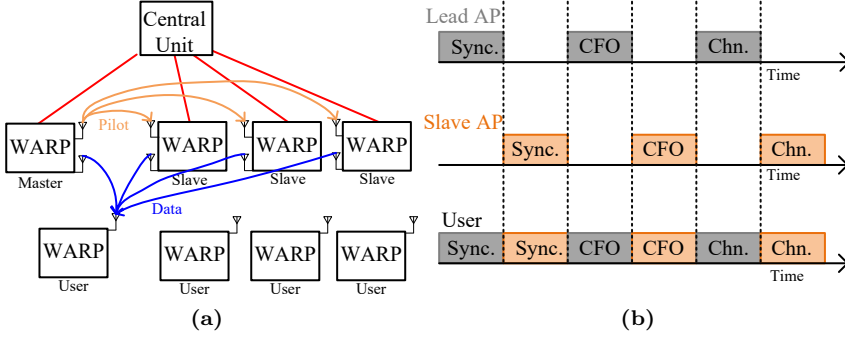 Central
Unit
Pilot
WARP
WARP
WARP
WARP
Master
Slave
Slave
Slave
Data
WARP
WARP
WARP
WARP
User
User
User
User
(a)
Lead AP
Sync.
CFO
Chn.
Time
Slave AP
Sync.
CFO
Chn.
Time
User
Sync.
Sync.
CFO
CFO
Chn.
Chn.
Time
(b)